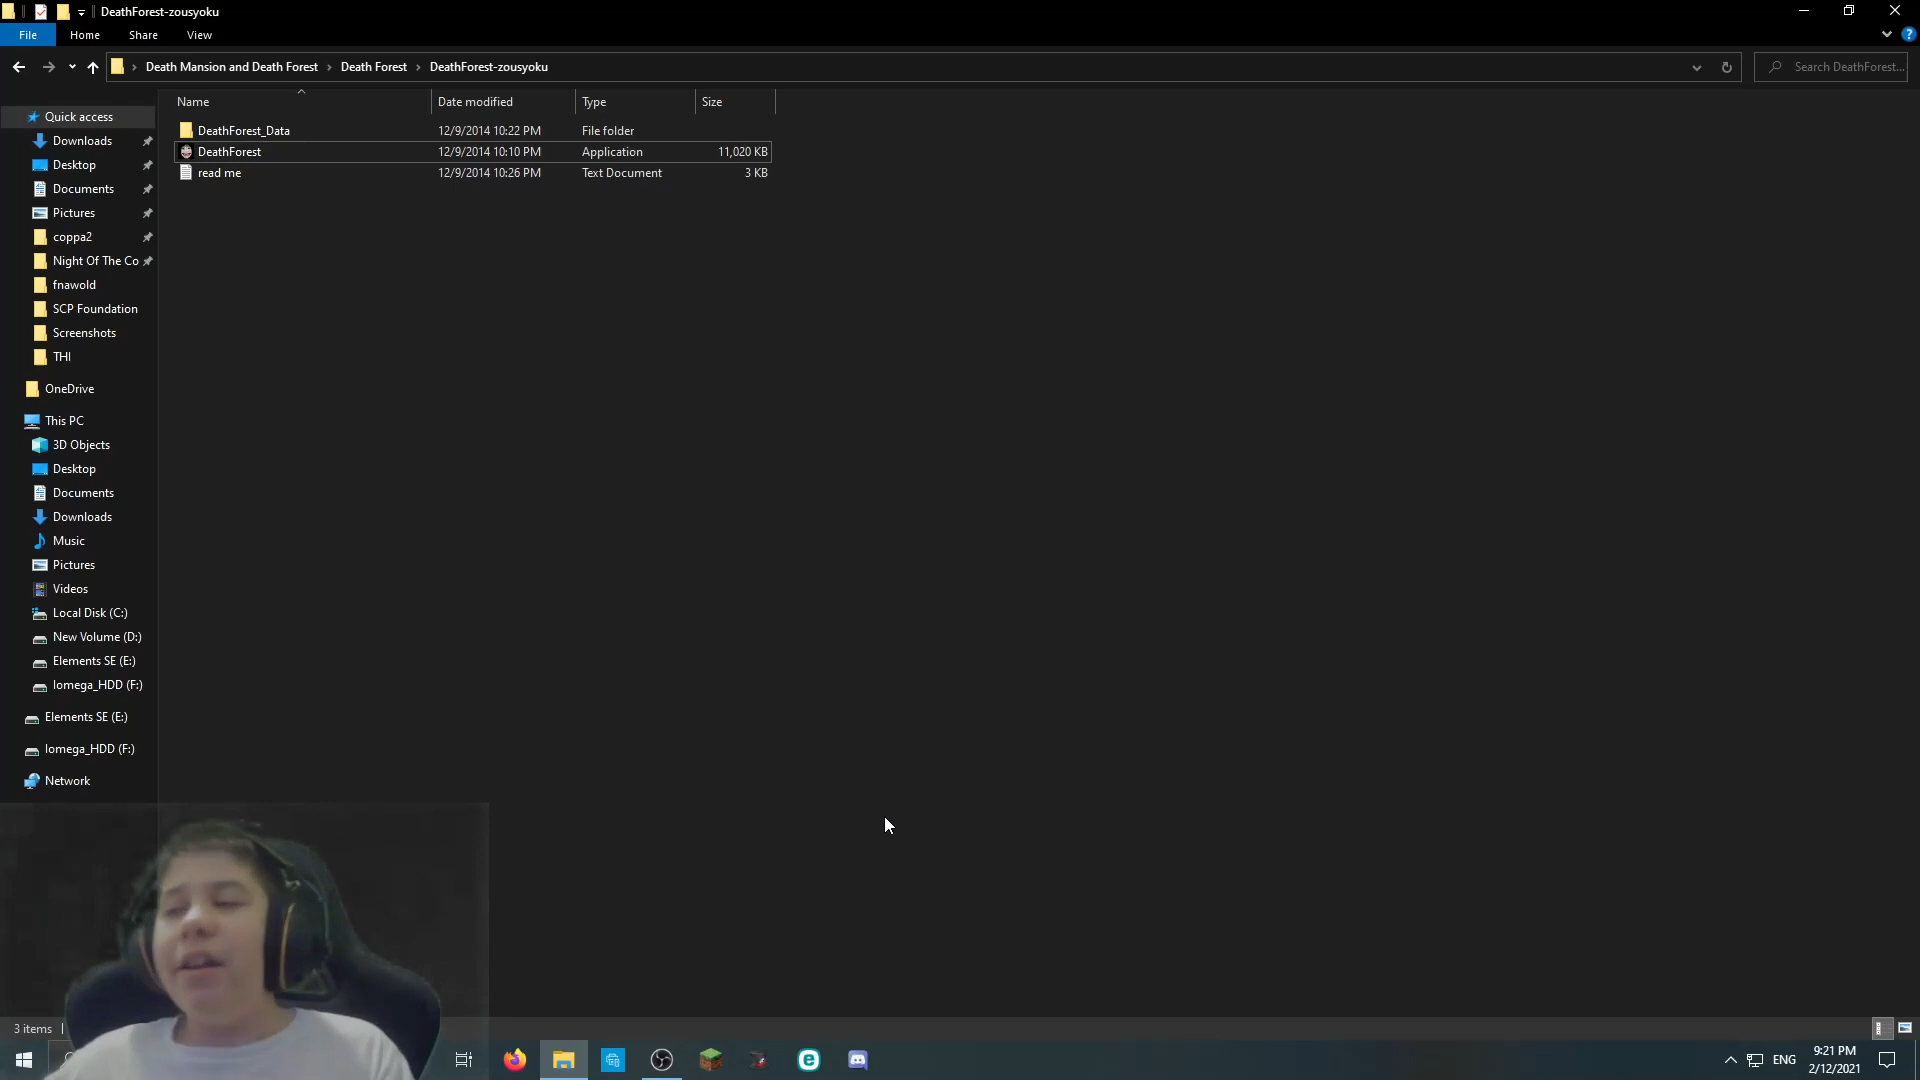 DeathForest-zousyoku
File Home Share View
Death Mansion and Death Forest Death Forest DeathForest-zousyoku
Search DeathForest...
Name Date modified Type Size
DeathForest_Data 12/9/2014 10:22 PM File folder
DeathForest 12/9/2014 10:10 PM Application 11,020 KB
read me 12/9/2014 10:26 PM Text Document 3 KB
Quick access
Downloads
Desktop
Documents
Pictures
coppa2
Night Of The Co
fnawold
SCP Foundation
Screenshots
THI
OneDrive
This PC
3D Objects
Desktop
Documents
Downloads
Music
Pictures
Videos
Local Disk (C:)
New Volume (D:)
Elements SE (E:)
Iomega_HDD (F:)
Elements SE (E:)
Iomega_HDD (F:)
Network
3 items
ENG
9:21 PM
2/12/2021